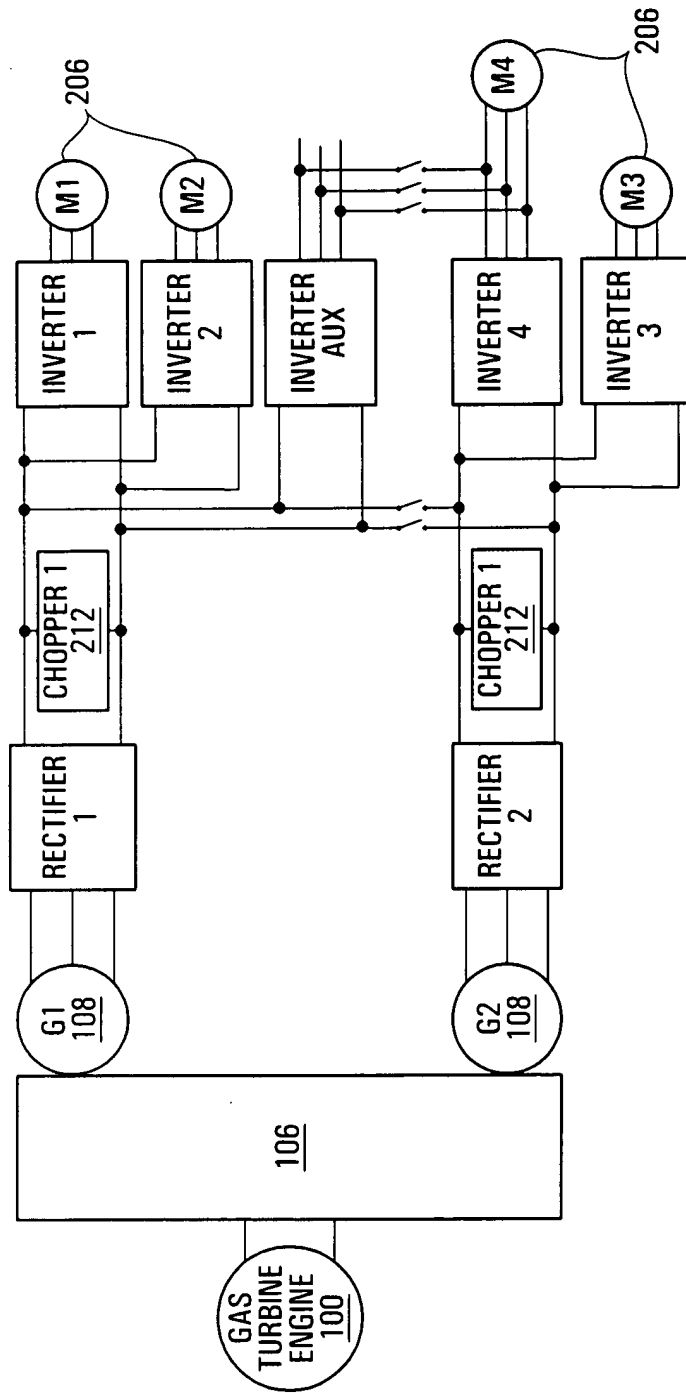 GAS
TURBINE
ENGINE
100
106
G1
108
G2
108
RECTIFIER
1
RECTIFIER
2
CHOPPER 1
212
CHOPPER 1
212
INVERTER
1
INVERTER
2
INVERTER
AUX
INVERTER
4
INVERTER
3
M1
M2
206
M4
M3
206